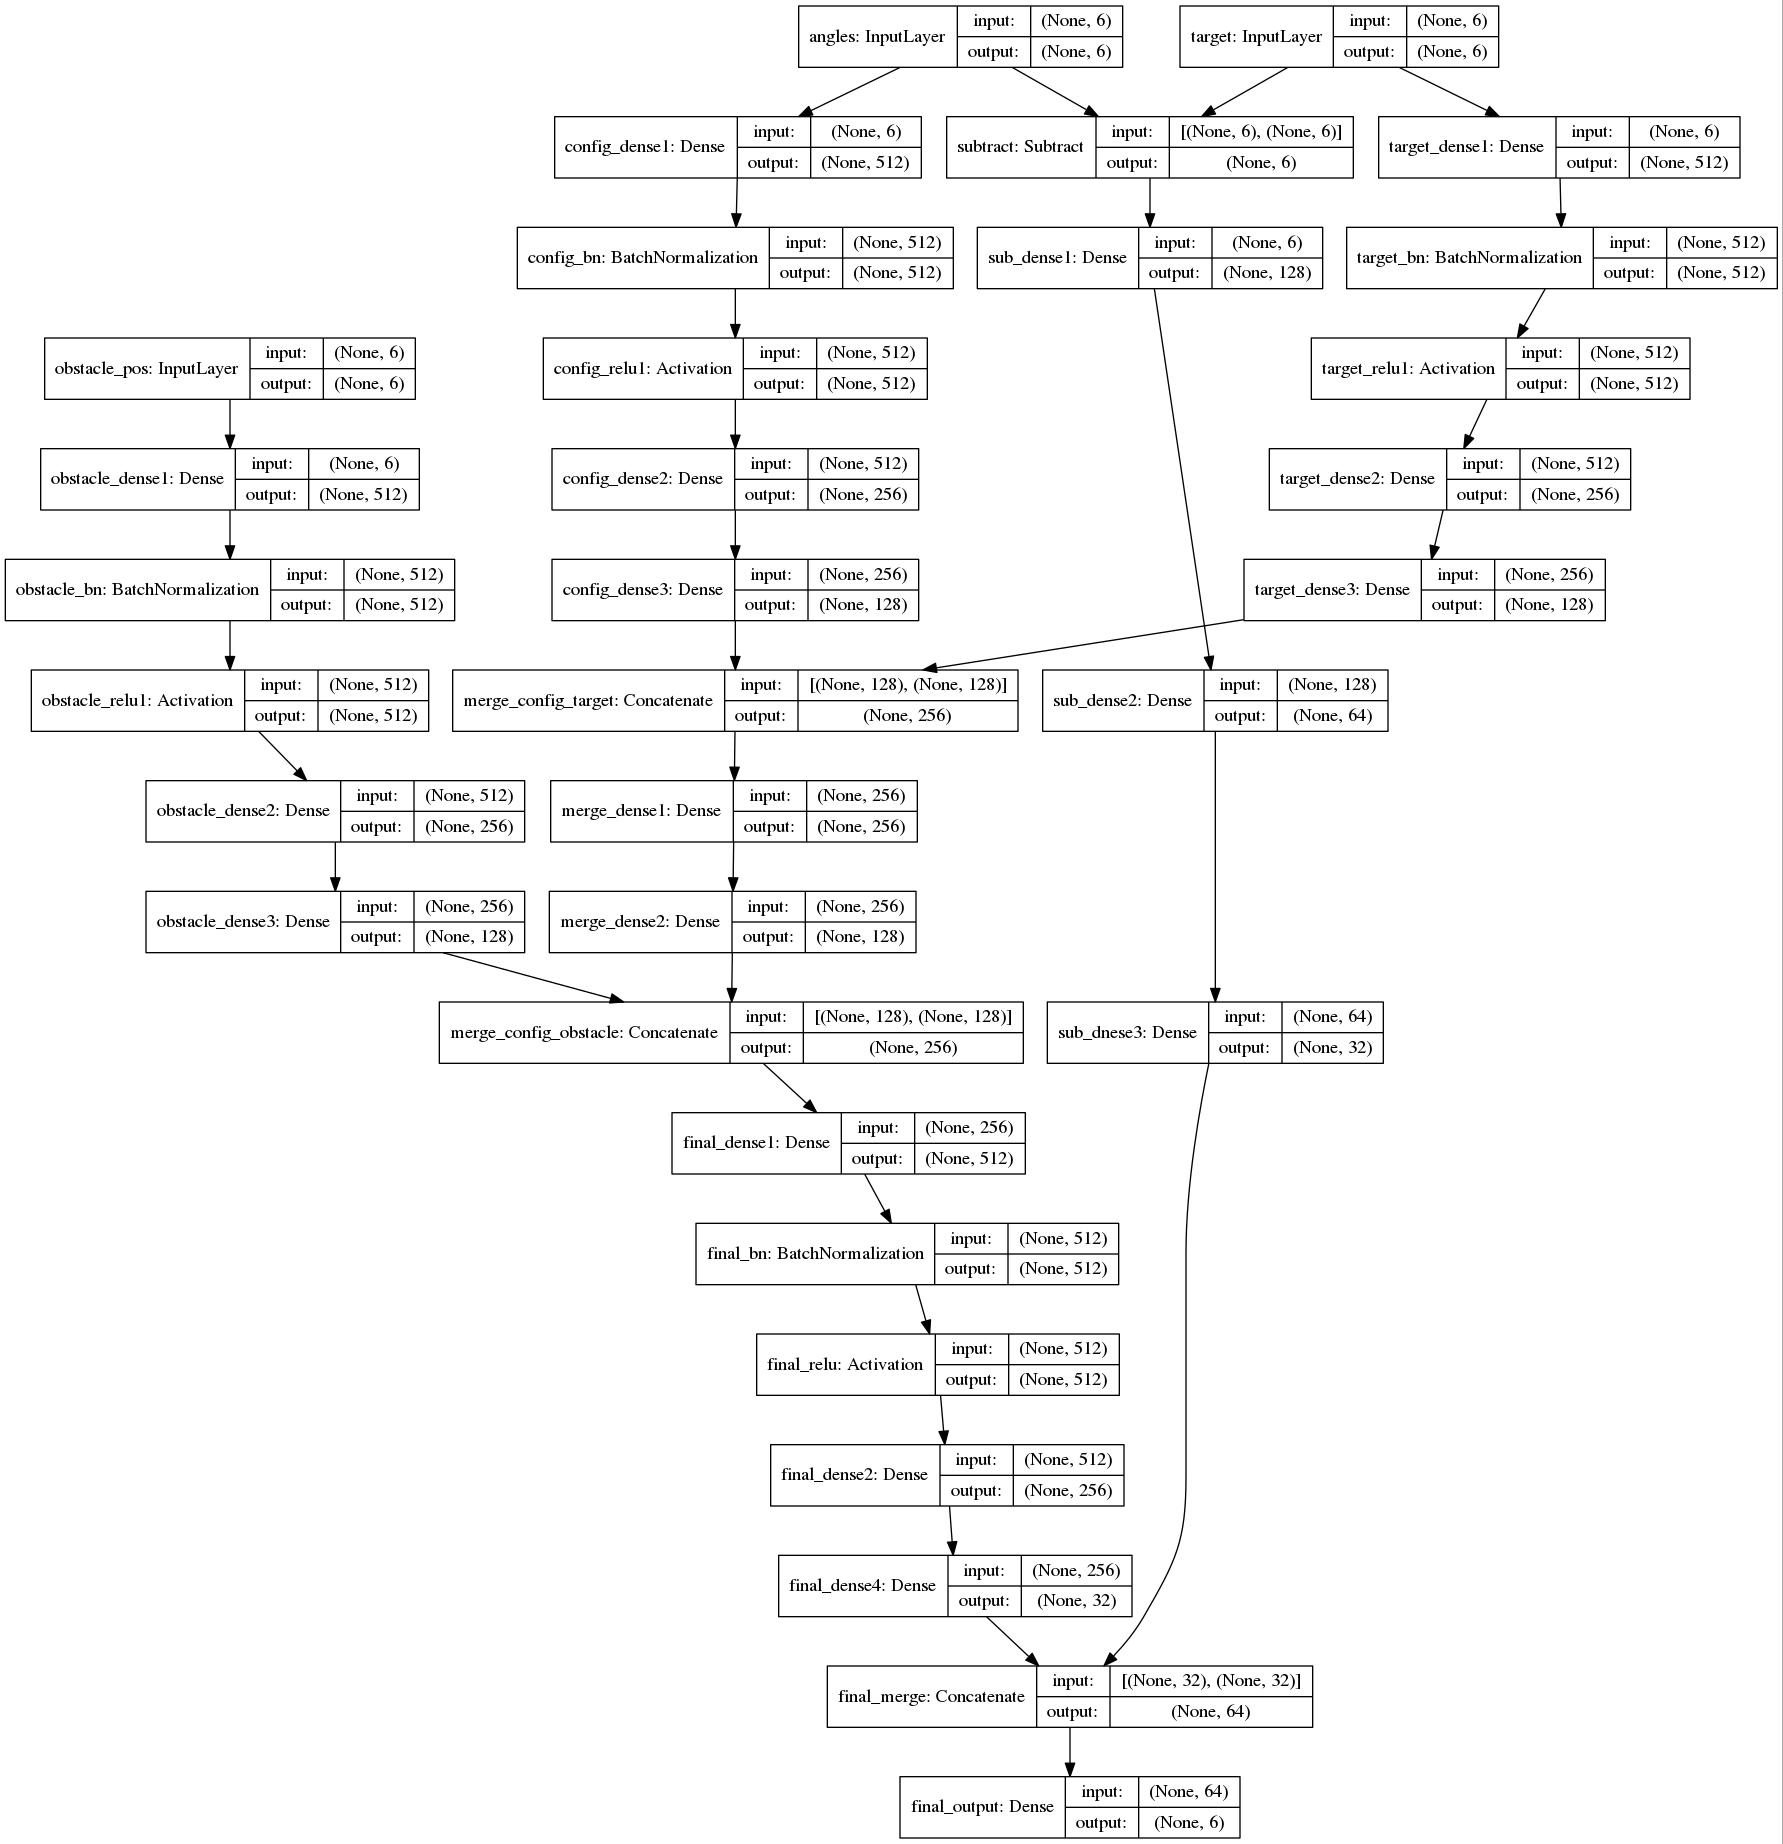 angles: InputLayer
input: (None, 6)
output: (None, 6)
target: InputLayer
input: (None, 6)
output: (None, 6)
config_dense1: Dense
input: (None, 6)
output: (None, 512)
subtract: Subtract
input: [(None, 6), (None, 6)]
output: (None, 6)
target_dense1: Dense
input: (None, 6)
output: (None, 512)
config_bn: BatchNormalization
input: (None, 512)
output: (None, 512)
sub_dense1: Dense
input: (None, 6)
output: (None, 128)
target_bn: BatchNormalization
input: (None, 512)
output: (None, 512)
obstacle_pos: InputLayer
input: (None, 6)
output: (None, 6)
config_relu1: Activation
input: (None, 512)
output: (None, 512)
target_relu1: Activation
input: (None, 512)
output: (None, 512)
obstacle_dense1: Dense
input: (None, 6)
output: (None, 512)
config_dense2: Dense
input: (None, 512)
output: (None, 256)
target_dense2: Dense
input: (None, 512)
output: (None, 256)
obstacle_bn: BatchNormalization
input: (None, 512)
output: (None, 512)
config_dense3: Dense
input: (None, 256)
output: (None, 128)
target_dense3: Dense
input: (None, 256)
output: (None, 128)
obstacle_relu1: Activation
input: (None, 512)
output: (None, 512)
merge_config_target: Concatenate
input: [(None, 128), (None, 128)]
output: (None, 256)
sub_dense2: Dense
input: (None, 128)
output: (None, 64)
obstacle_dense2: Dense
input: (None, 512)
output: (None, 256)
merge_dense1: Dense
input: (None, 256)
output: (None, 256)
obstacle_dense3: Dense
input: (None, 256)
output: (None, 128)
merge_dense2: Dense
input: (None, 256)
output: (None, 128)
merge_config_obstacle: Concatenate
input: [(None, 128), (None, 128)]
output: (None, 256)
sub_dnese3: Dense
input: (None, 64)
output: (None, 32)
final_dense1: Dense
input: (None, 256)
output: (None, 512)
final_bn: BatchNormalization
input: (None, 512)
output: (None, 512)
final_relu: Activation
input: (None, 512)
output: (None, 512)
final_dense2: Dense
input: (None, 512)
output: (None, 256)
final_dense4: Dense
input: (None, 256)
output: (None, 32)
final_merge: Concatenate
input: [(None, 32), (None, 32)]
output: (None, 64)
final_output: Dense
input: (None, 64)
output: (None, 6)